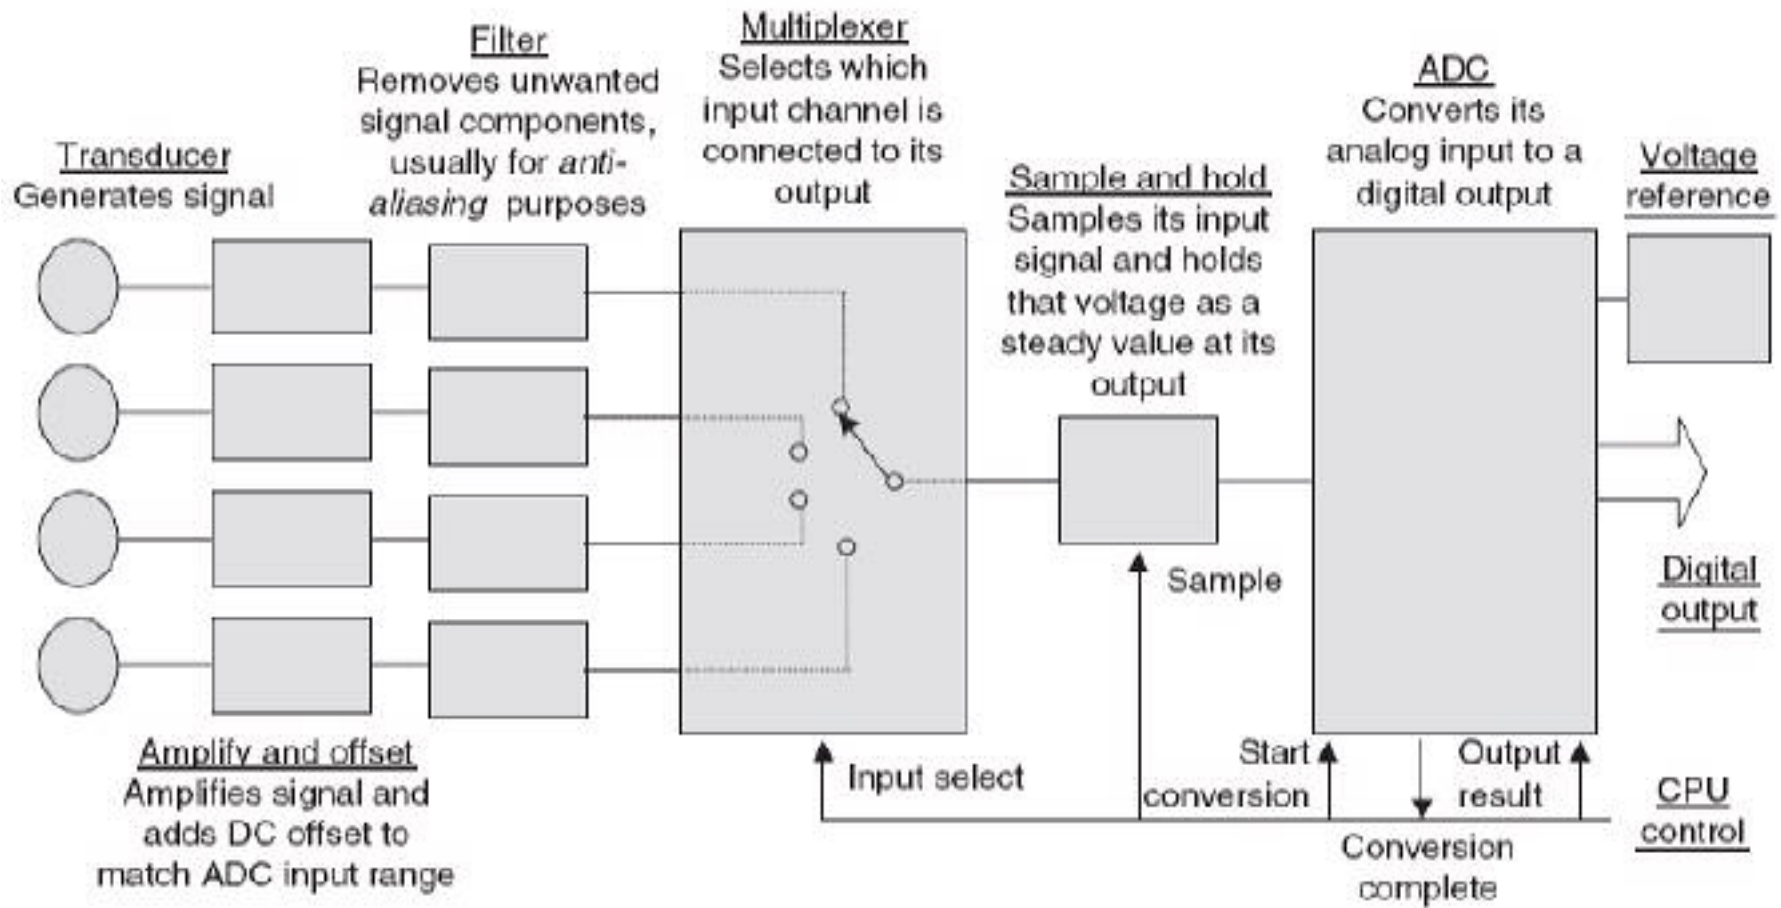 Transducer
Generates signal
Filter
Removes unwanted
signal components,
usually for anti-
aliasing purposes
Multiplexer
Selects which
input channel is
connected to its
output
Sample and hold
Samples its input
signal and holds
that voltage as a
steady value at its
output
ADC
Converts its
analog input to a
digital output
Voltage
reference
Sample
Digital
output
Amplify and offset
Amplifies signal and
adds DC offset to
match ADC input range
Input select
Start
conversion
Output
result
Conversion
complete
CPU
control